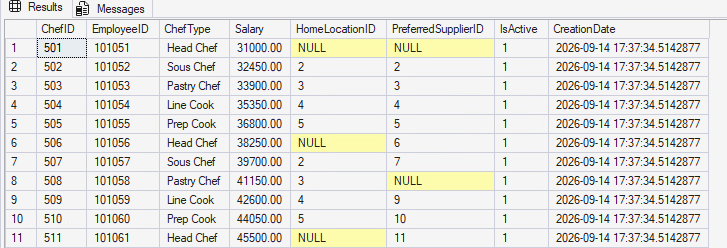 Results Messages
ChefID EmployeeID ChefType Salary HomeLocationID PreferredSupplierID IsActive CreationDate
1 501 101051 Head Chef 31000.00 NULL NULL 1 2026-09-14 17:37:34.5142877
2 502 101052 Sous Chef 32450.00 2 2 1 2026-09-14 17:37:34.5142877
3 503 101053 Pastry Chef 33900.00 3 3 1 2026-09-14 17:37:34.5142877
4 504 101054 Line Cook 35350.00 4 4 1 2026-09-14 17:37:34.5142877
5 505 101055 Prep Cook 36800.00 5 5 1 2026-09-14 17:37:34.5142877
6 506 101056 Head Chef 38250.00 NULL 6 1 2026-09-14 17:37:34.5142877
7 507 101057 Sous Chef 39700.00 2 7 1 2026-09-14 17:37:34.5142877
8 508 101058 Pastry Chef 41150.00 3 NULL 1 2026-09-14 17:37:34.5142877
9 509 101059 Line Cook 42600.00 4 9 1 2026-09-14 17:37:34.5142877
10 510 101060 Prep Cook 44050.00 5 10 1 2026-09-14 17:37:34.5142877
11 511 101061 Head Chef 45500.00 NULL 11 1 2026-09-14 17:37:34.5142877